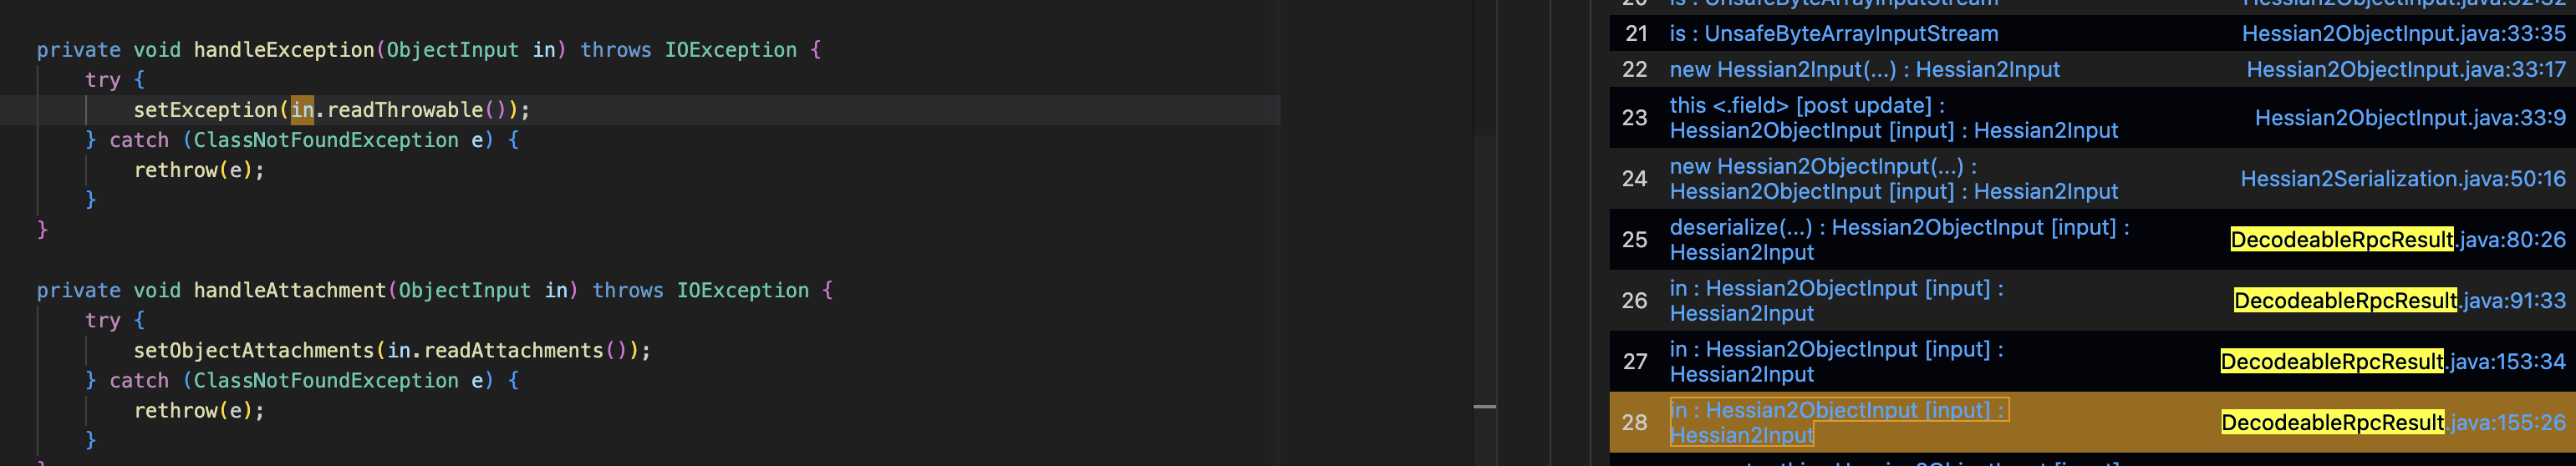 private void handleException(ObjectInput in) throws IOException {
try {
setException(in.readThrowable());
} catch (ClassNotFoundException e) {
rethrow(e);
}
}
private void handleAttachment(ObjectInput in) throws IOException {
try {
setObjectAttachments(in.readAttachments());
} catch (ClassNotFoundException e) {
rethrow(e);
}
20 is : UnsafeByteArrayInputStream Hessian2ObjectInput.java:32:52
21 is : UnsafeByteArrayInputStream Hessian2ObjectInput.java:33:35
22 new Hessian2Input(...) : Hessian2Input Hessian2ObjectInput.java:33:17
23 this <.field> [post update] :
Hessian2ObjectInput [input] : Hessian2Input Hessian2ObjectInput.java:33:9
24 new Hessian2ObjectInput(...) :
Hessian2ObjectInput [input] : Hessian2Input Hessian2Serialization.java:50:16
25 deserialize(...) : Hessian2ObjectInput [input] :
Hessian2Input DecodeableRpcResult.java:80:26
26 in : Hessian2ObjectInput [input] :
Hessian2Input DecodeableRpcResult.java:91:33
27 in : Hessian2ObjectInput [input] :
Hessian2Input DecodeableRpcResult.java:153:34
28 in : Hessian2ObjectInput [input] :
Hessian2Input DecodeableRpcResult.java:155:26